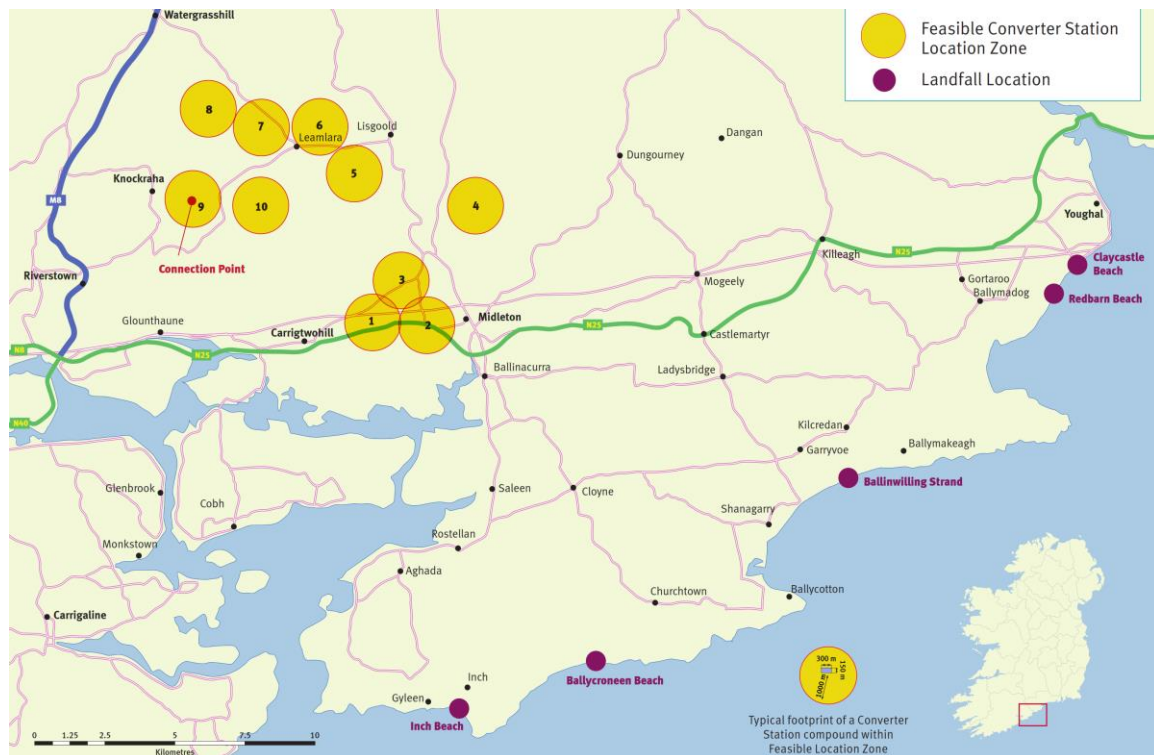 Watergrasshill
Feasible Converter Station
Location Zone
Landfall Location
8
7
6
Lisgoold
Leamlara
Dangan
Dungourney
5
Knockraha
M8
9
10
4
Youghal
Connection Point
Killeagh
N25
Claycastle
Beach
Riverstown
3
Mogeely
Gortaroo
Ballymadog
Redbarn Beach
Glounthaune
1
2
Midleton
N25
Carrigtwohill
Castlemartyr
N8
N25
Ballinacurra
Ladysbridge
N40
Kilcredan
Garryvoe
Ballymakeagh
Ballinwilling Strand
Glenbrook
Saleen
Cloyne
Cobh
Shanagarry
Monkstown
Rostellan
Aghada
Churchtown
Ballycotton
Carrigaline
Ballycroneen Beach
Inch
Gyleen
Inch Beach
300 m
150 m
1000 m
Typical footprint of a Converter
Station compound within
Feasible Location Zone
0 1.25 2.5 5 7.5 10
Kilometres